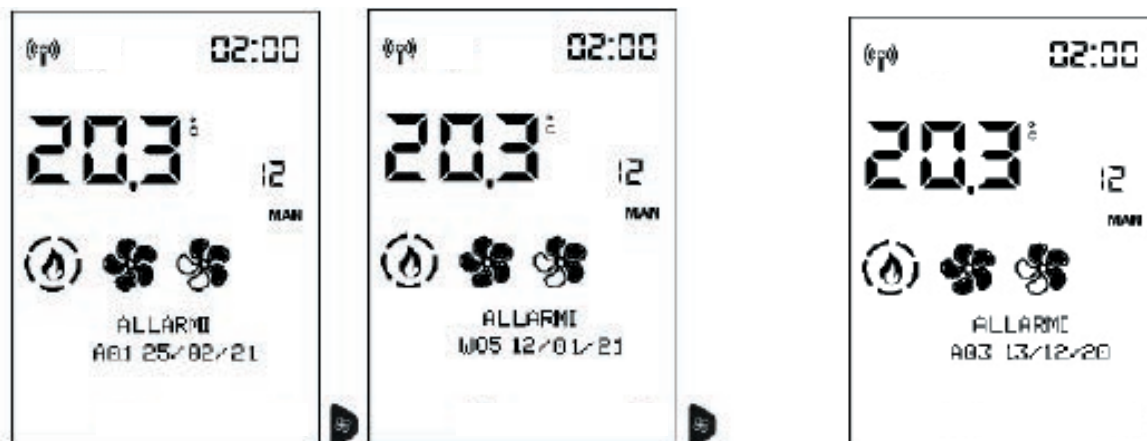 02:00
20,3 °C
12
MAN
ALLARMI
A01 25/02/21
02:00
20,3 °C
12
MAN
ALLARMI
W05 12/01/21
02:00
20,3 °C
12
MAN
ALLARMI
A03 13/12/20